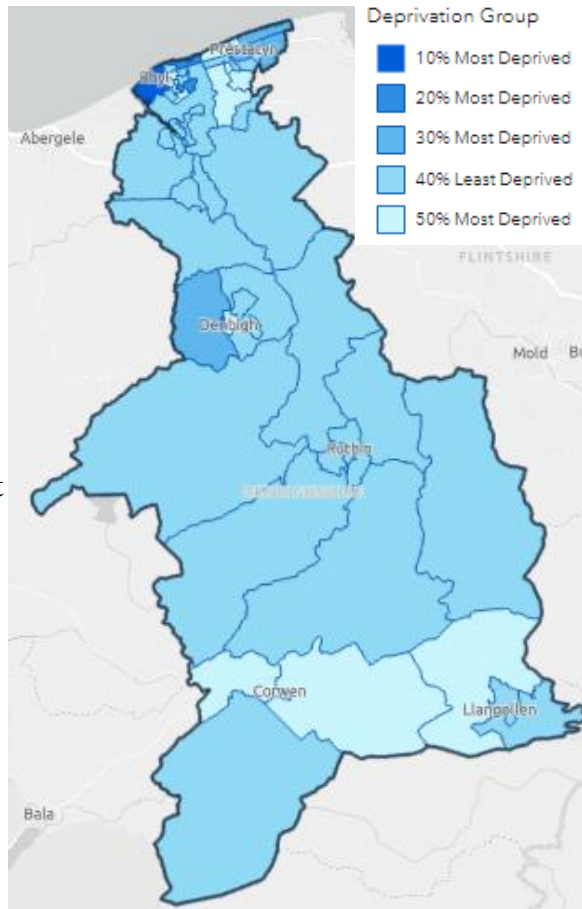 Deprivation Group
10% Most Deprived
20% Most Deprived
30% Most Deprived
40% Least Deprived
50% Most Deprived
Prestatyn
Rhyl
Abergele
FLINTSHIRE
Denbigh
Mold
Ruthin
t
DENBIGHSHIRE
Corwen
Llangollen
Bala